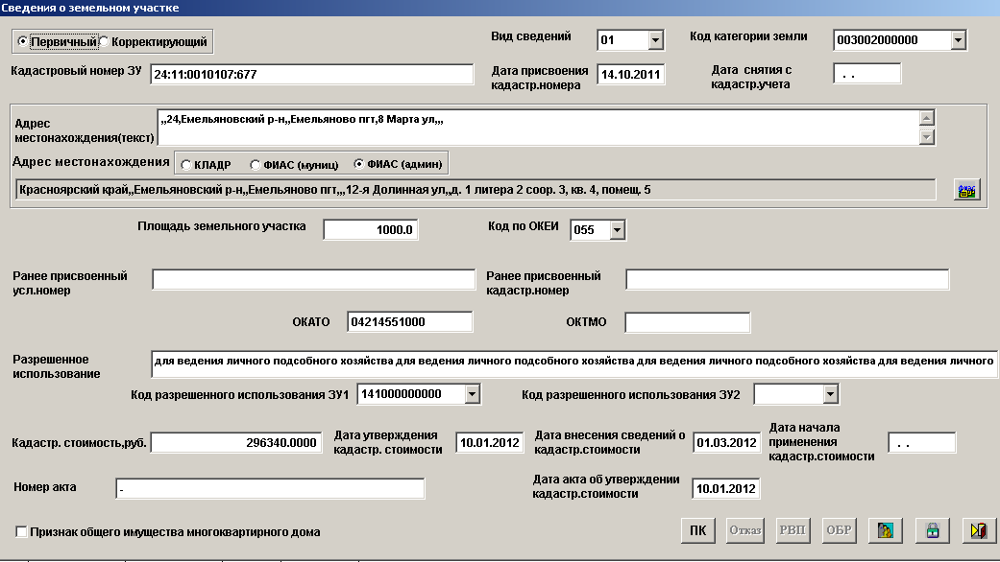 Сведения о земельном участке
Первичный Корректирующий Вид сведений 01 Код категории земли 003002000000
Кадастровый номер ЗУ 24:11:0010107:677 Дата присвоения кадастр.номера 14.10.2011 Дата снятия с кадастр.учета . .
Адрес местонахождения(текст) ,,24,Емельяновский р-н,,Емельяново пгт,8 Марта ул,,,
Адрес местонахождения КЛАДР ФИАС (муниц) ФИАС (админ)
Красноярский край,,Емельяновский р-н,,Емельяново пгт,,,12-я Долинная ул,,д. 1 литера 2 соор. 3, кв. 4, помещ. 5
Площадь земельного участка 1000.0 Код по ОКЕИ 055
Ранее присвоенный усл.номер Ранее присвоенный кадастр.номер
ОКАТО 04214551000 ОКТМО
Разрешенное использование для ведения личного подсобного хозяйства для ведения личного подсобного хозяйства для ведения личного подсобного хозяйства для ведения личного
Код разрешенного использования ЗУ1 141000000000 Код разрешенного использования ЗУ2
Кадастр. стоимость,руб. 296340.0000 Дата утверждения кадастр. стоимости 10.01.2012 Дата внесения сведений о кадастр.стоимости 01.03.2012 Дата начала применения кадастр.стоимости . .
Номер акта - Дата акта об утверждении кадастр.стоимости 10.01.2012
Признак общего имущества многоквартирного дома ПК Отказ РВП ОБР